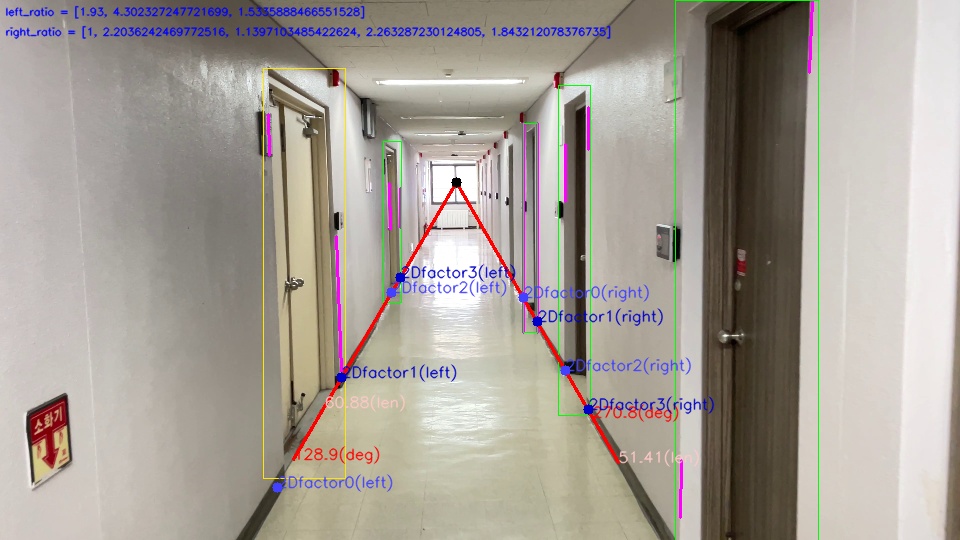 left_ratio = [1.93, 4.302327247721699, 1.5335888466551528]
right_ratio = [1, 2.2036242469772516, 1.1397103485422624, 2.263287230124805, 1.843212078376735]
2Dfactor3(left)
2Dfactor2(left)
2Dfactor0(right)
2Dfactor1(right)
2Dfactor2(right)
2Dfactor1(left)
60.88(len)
2Dfactor3(right)
70.8(deg)
소화기
128.9(deg)
51.41(len)
2Dfactor0(left)